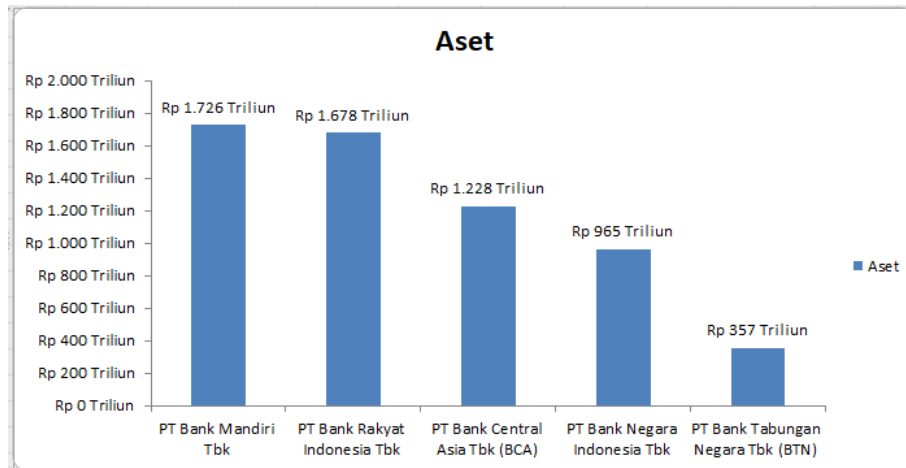 Aset
Rp 2.000 Triliun
Rp 1.800 Triliun
Rp 1.600 Triliun
Rp 1.400 Triliun
Rp 1.200 Triliun
Rp 1.000 Triliun
Rp 800 Triliun
Rp 600 Triliun
Rp 400 Triliun
Rp 200 Triliun
Rp 0 Triliun
Rp 1.726 Triliun
Rp 1.678 Triliun
Rp 1.228 Triliun
Rp 965 Triliun
Rp 357 Triliun
PT Bank Mandiri
Tbk
PT Bank Rakyat
Indonesia Tbk
PT Bank Central
Asia Tbk (BCA)
PT Bank Negara
Indonesia Tbk
PT Bank Tabungan
Negara Tbk (BTN)
Aset